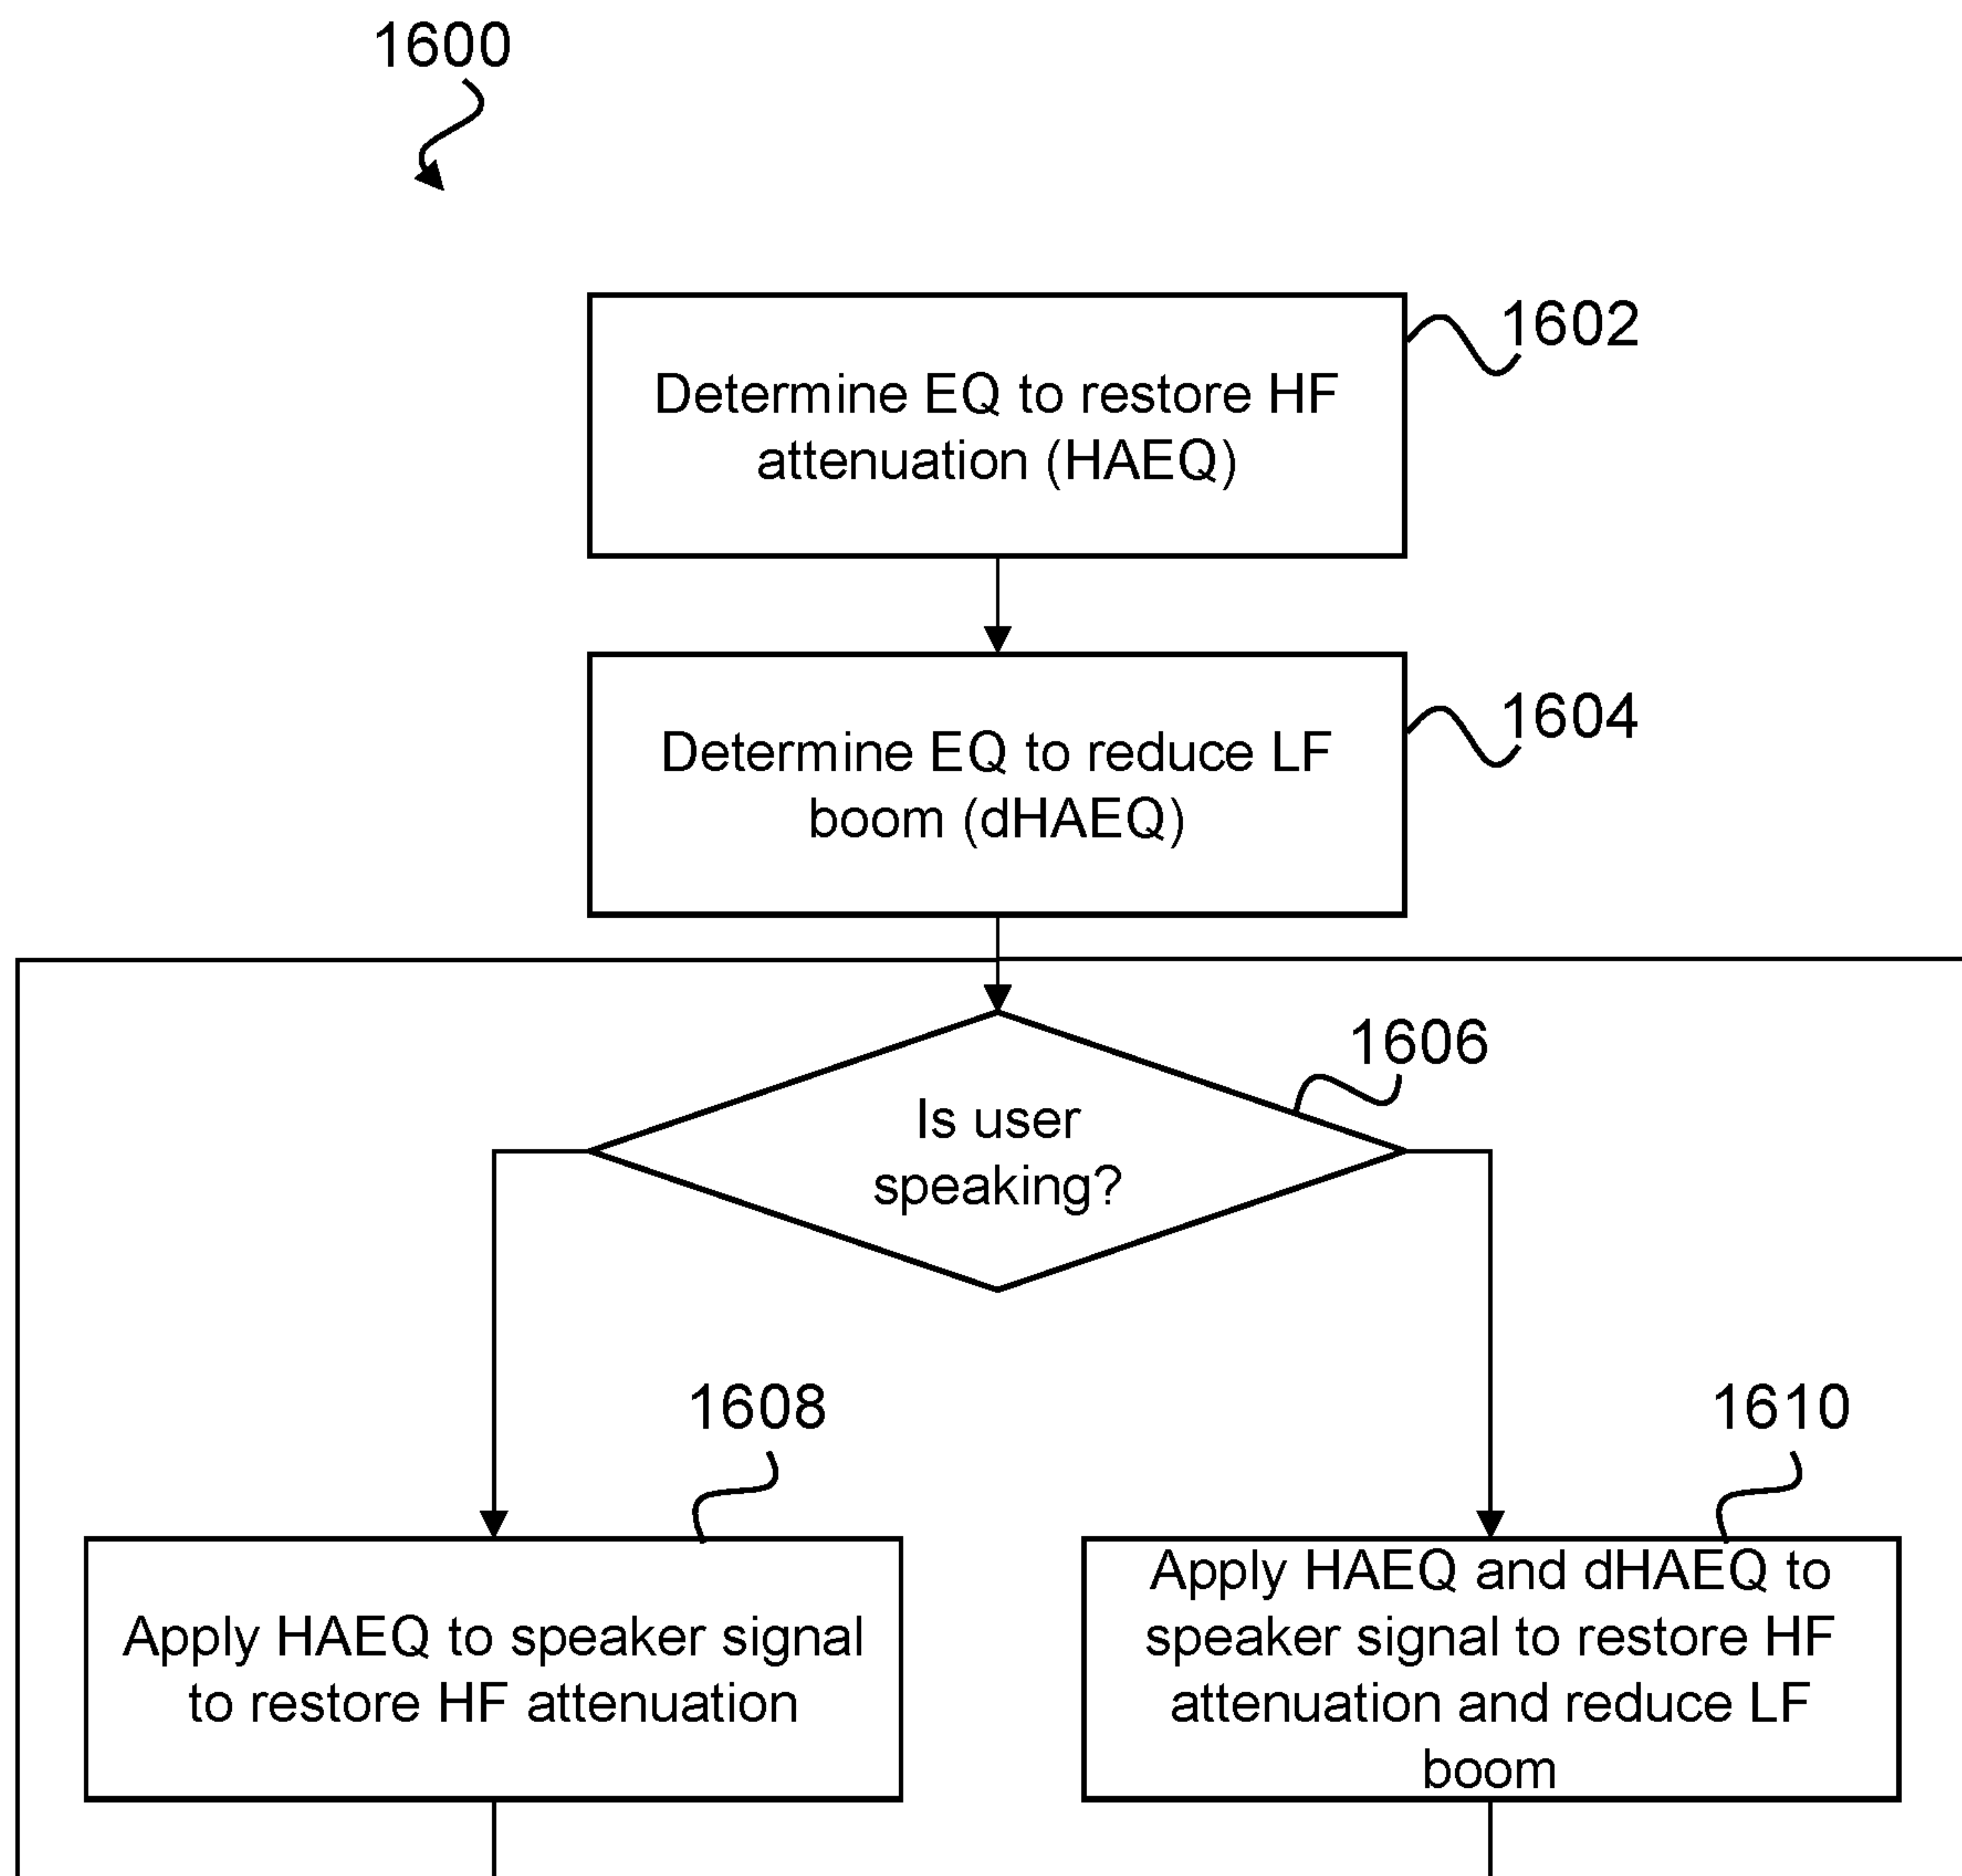 1600
1602
Determine EQ to restore HF
attenuation (HAEQ)
1604
Determine EQ to reduce LF
boom (dHAEQ)
1606
Is user
speaking?
1608
1610
Apply HAEQ to speaker signal
to restore HF attenuation
Apply HAEQ and dHAEQ to
speaker signal to restore HF
attenuation and reduce LF
boom